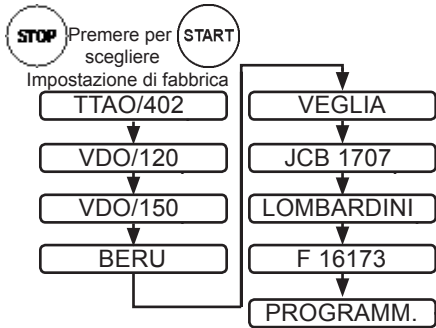 STOP Premere per START
scegliere
Impostazione di fabbrica
TTAO/402
VDO/120
VDO/150
BERU
VEGLIA
JCB 1707
LOMBARDINI
F 16173
PROGRAMM.